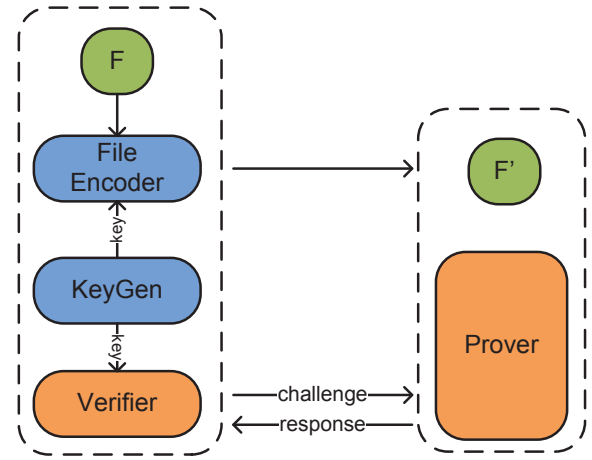 F
File
Encoder
key
KeyGen
key
Verifier
F'
Prover
challenge
response